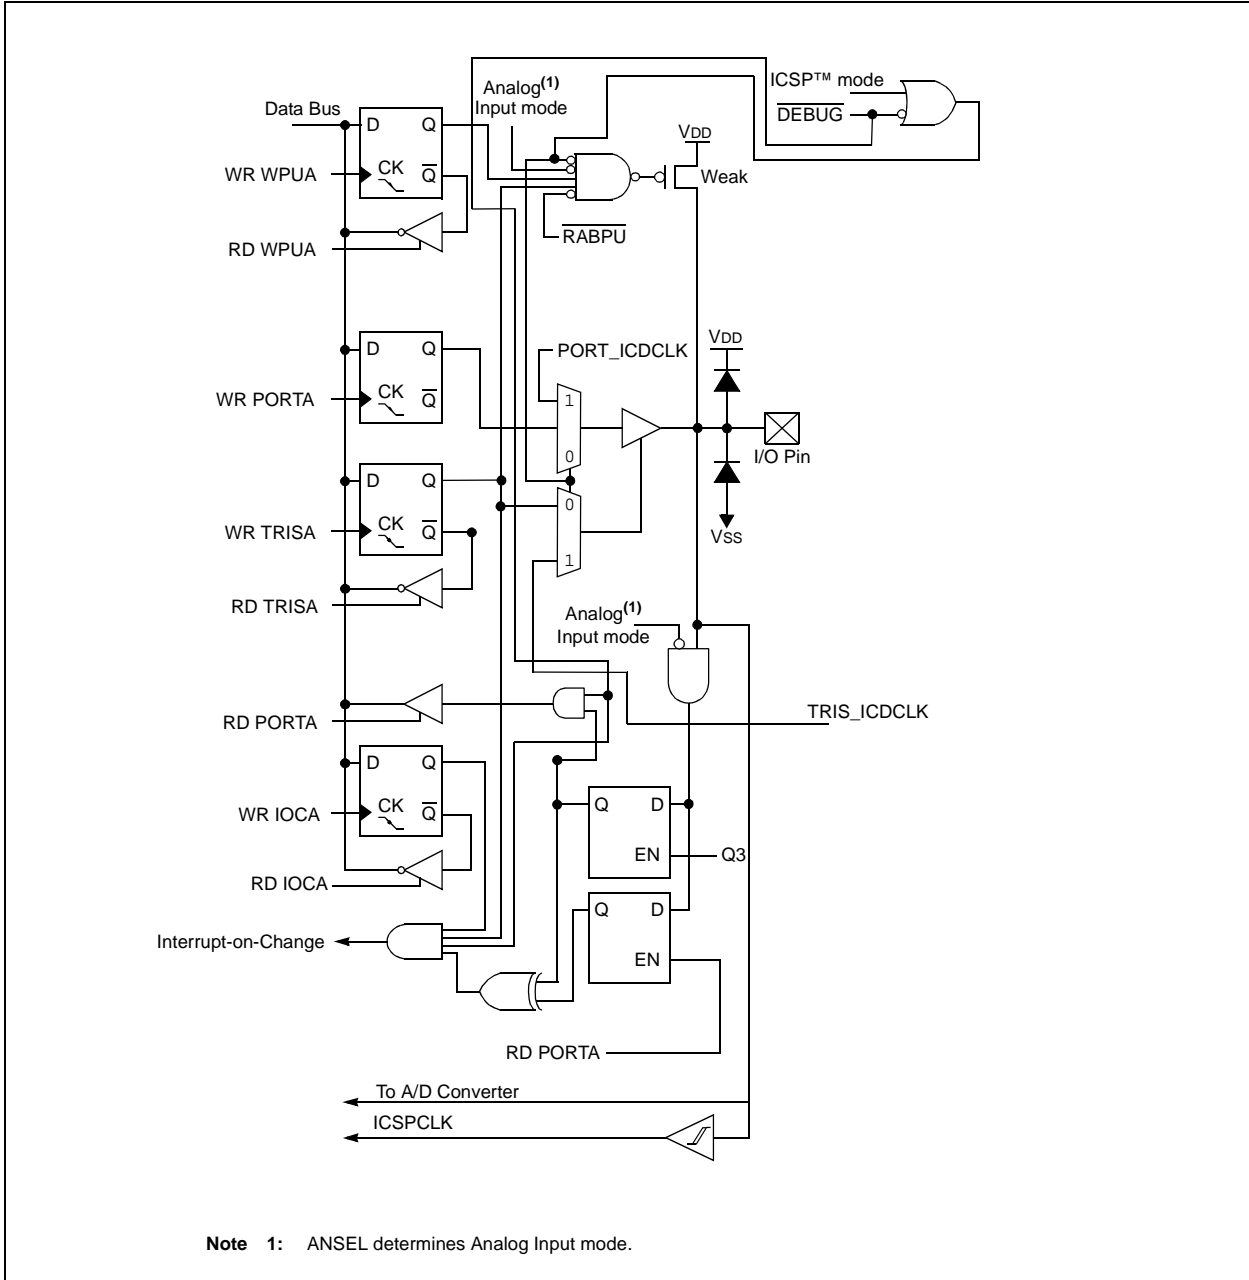 ICSP™ mode
DEBUG
Analog(1)
Input mode
Data Bus
D Q
VDD
WR WPUA
CK Q
Weak
RABPU
RD WPUA
VDD
D Q
PORT_ICDCLK
WR PORTA
CK Q
1
0
I/O Pin
D Q
0
WR TRISA
CK Q
VSS
1
RD TRISA
Analog(1)
Input mode
RD PORTA
TRIS_ICDCLK
D Q
WR IOCA
CK Q
Q D
EN
Q3
RD IOCA
Q D
EN
Interrupt-on-Change
RD PORTA
To A/D Converter
ICSPCLK
Note 1: ANSEL determines Analog Input mode.